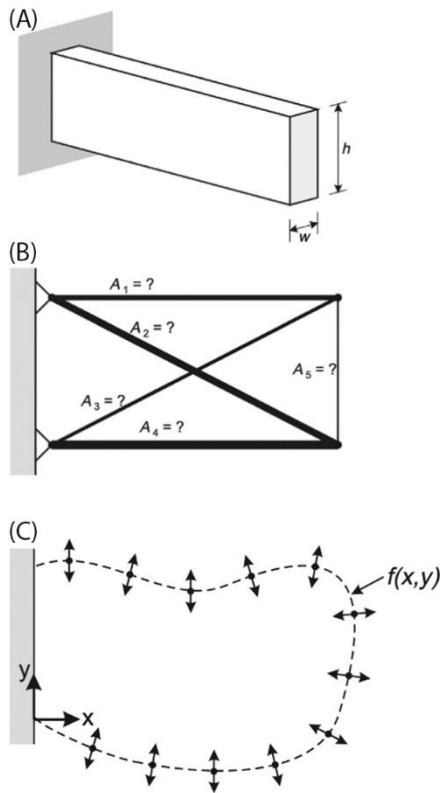 (A)
h
w
(B)
A₁ = ?
A₂ = ?
A₅ = ?
A₃ = ?
A₄ = ?
(C)
f(x,y)
y
x